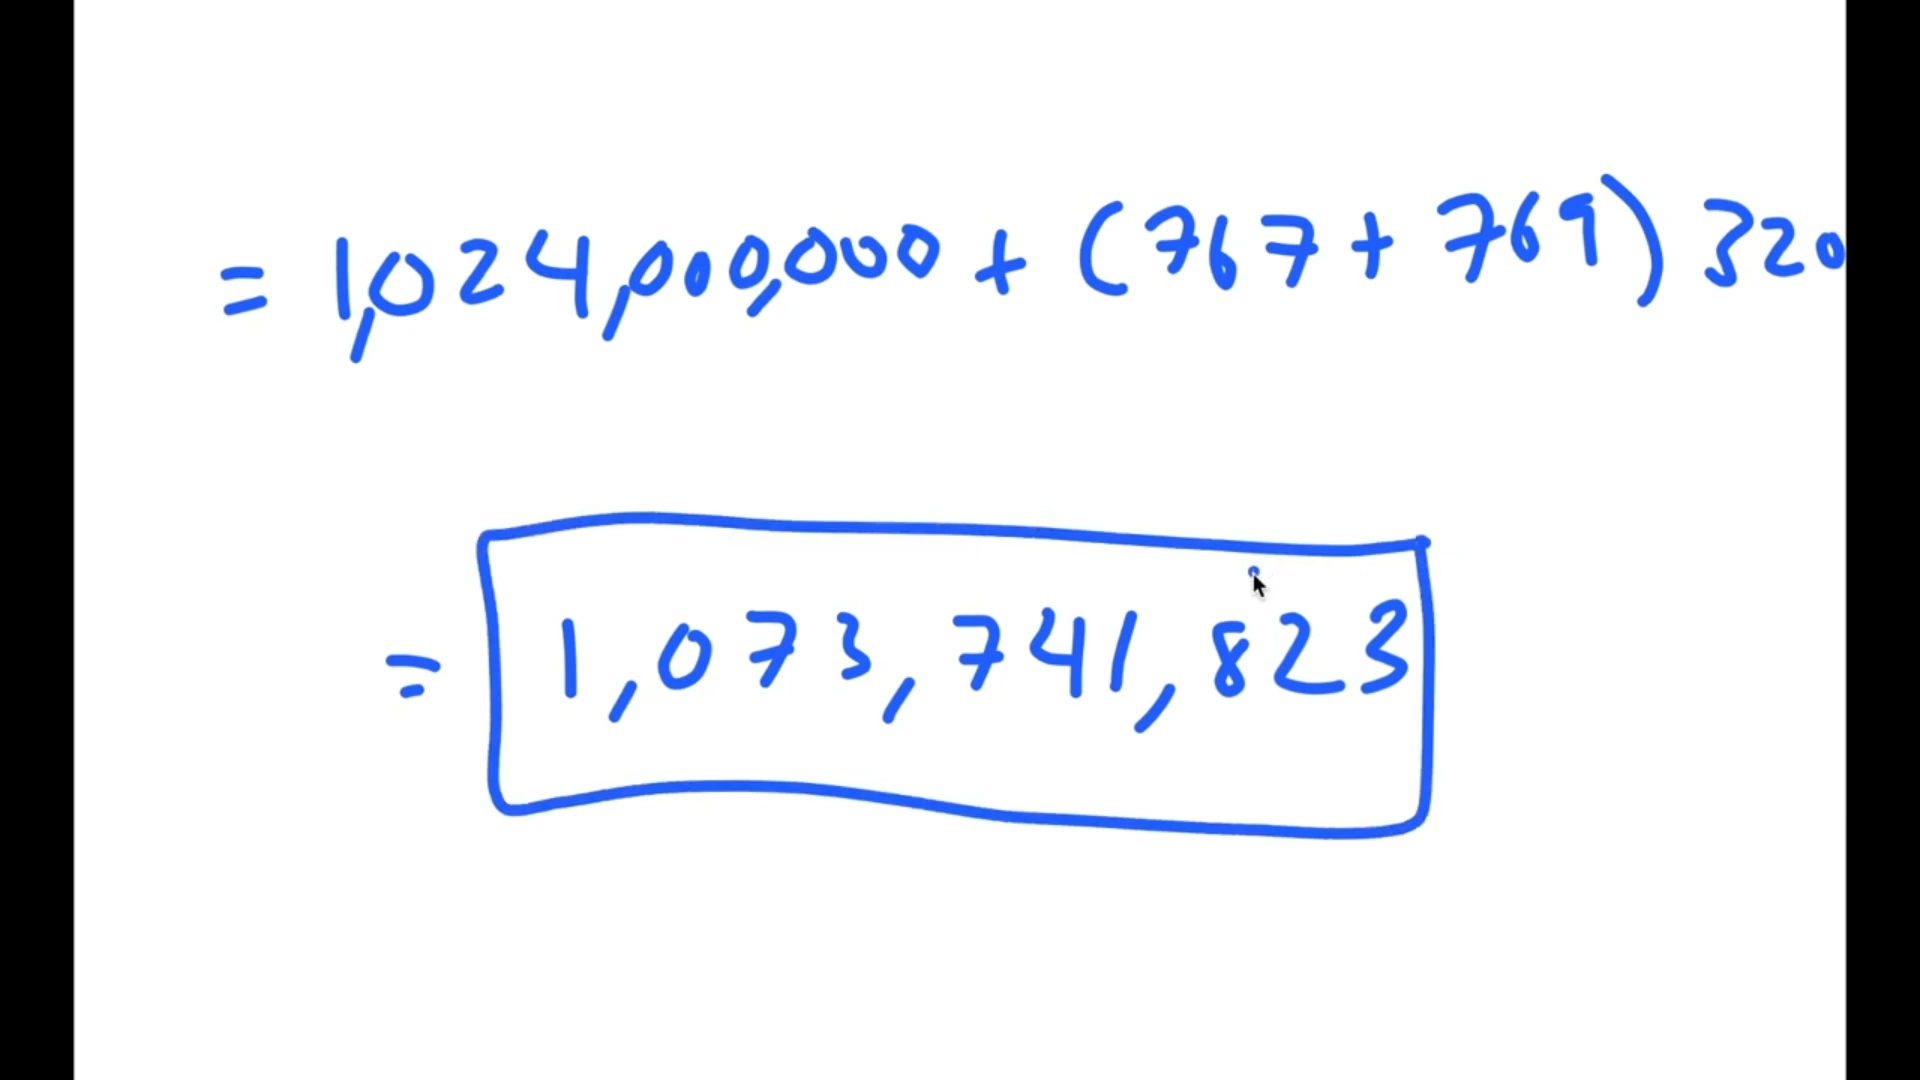 = 1,024,000,000 + (767 + 769) 320
= 1,073,741,823